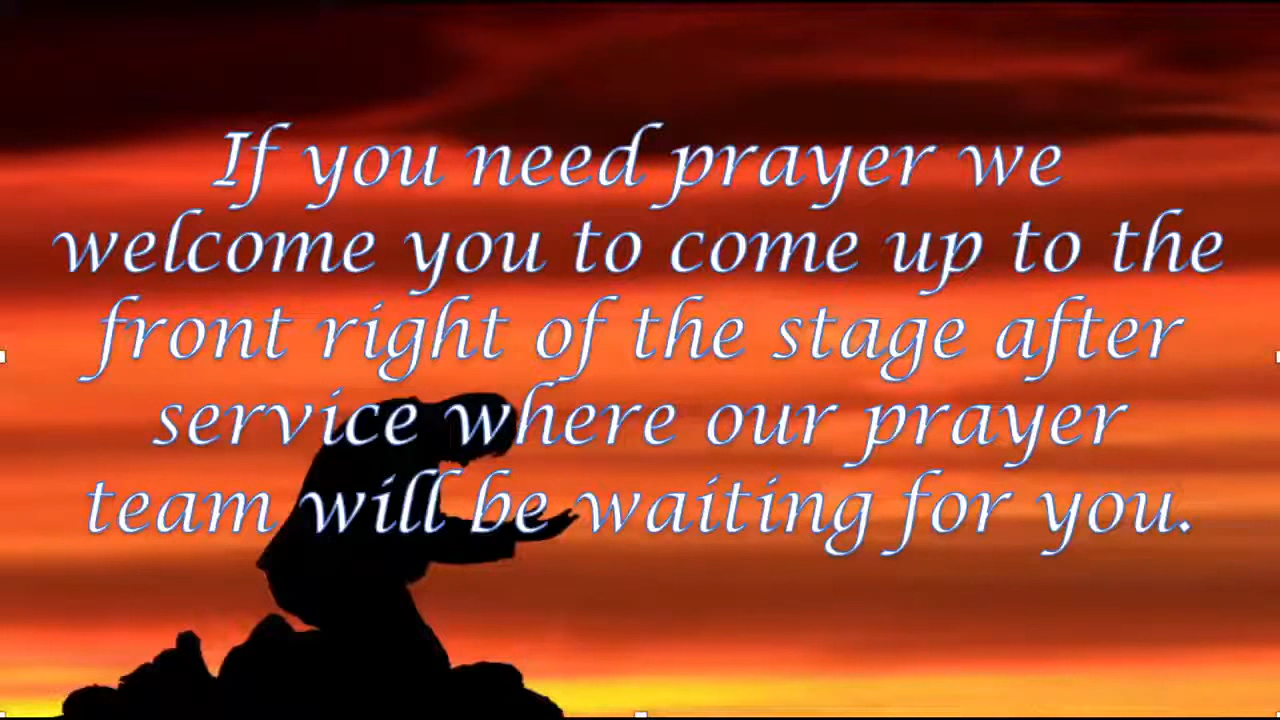 If you need prayer we
welcome you to come up to the
front right of the stage after
service where our prayer
team will be waiting for you.